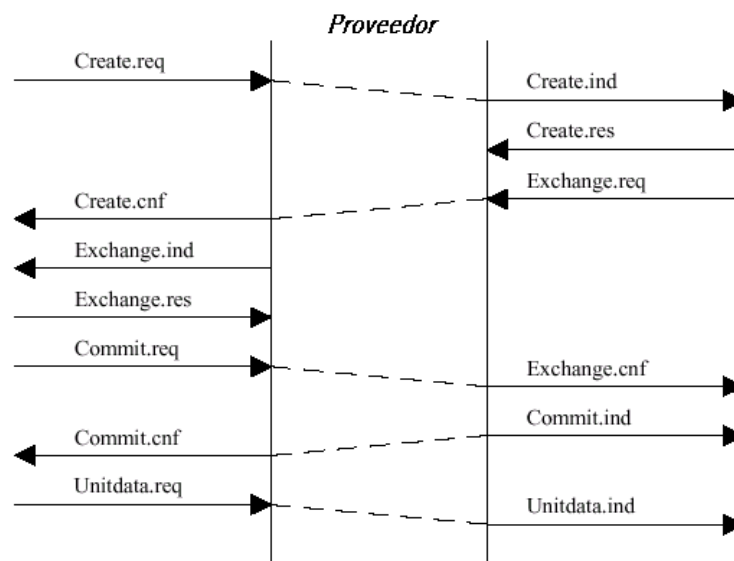 Proveedor
Create.req
Create.ind
Create.res
Exchange.req
Create.cnf
Exchange.ind
Exchange.res
Commit.req
Exchange.cnf
Commit.ind
Commit.cnf
Unitdata.req
Unitdata.ind